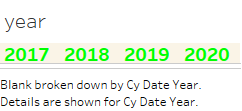 year
2017 2018 2019 2020
Blank broken down by Cy Date Year.
Details are shown for Cy Date Year.